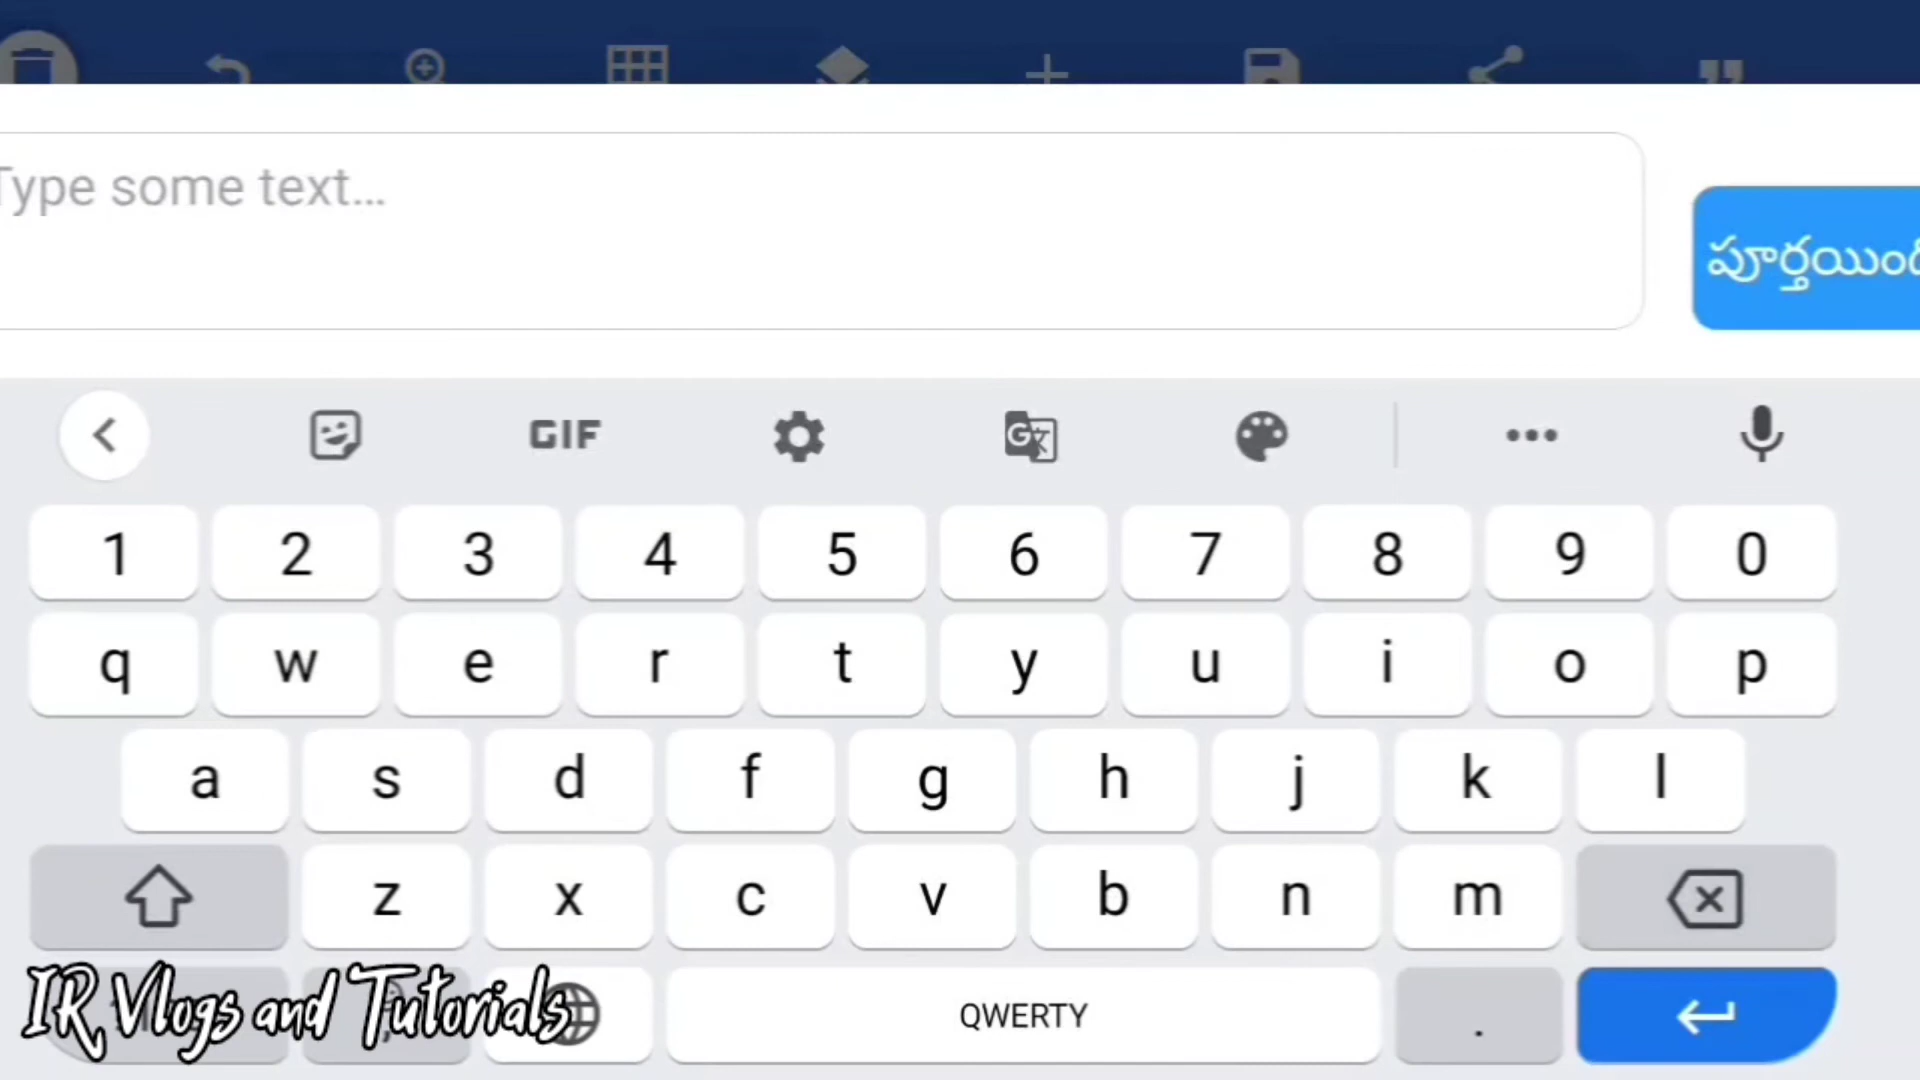 Type some text...
పూర్తయింది
GIF
G
1 2 3 4 5 6 7 8 9 0
q w e r t y u i o p
a s d f g h j k l
z x c v b n m
IR Vlogs and Tutorials
QWERTY .